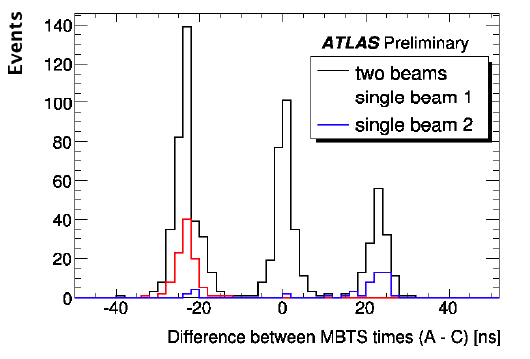 Events
ATLAS Preliminary
two beams
single beam 1
single beam 2
140
120
100
80
60
40
20
0
-40 -20 0 20 40
Difference between MBTS times (A - C) [ns]